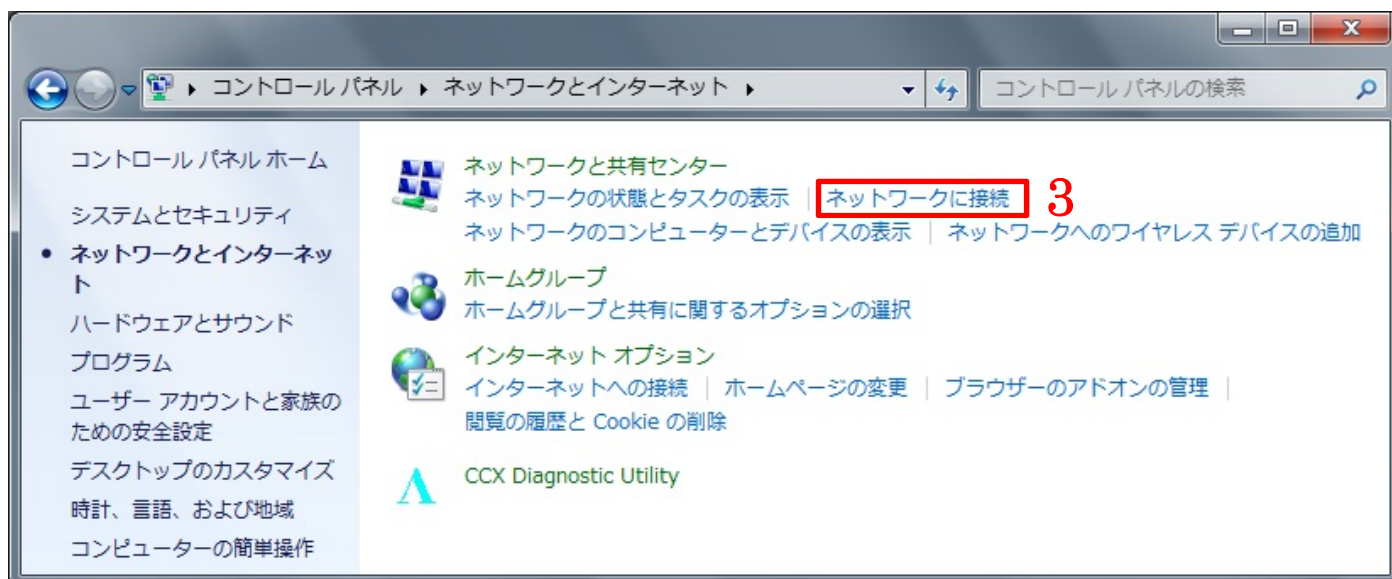 コントロール パネル ▸ ネットワークとインターネット ▸
コントロール パネルの検索
コントロール パネル ホーム
システムとセキュリティ
• ネットワークとインターネッ
ト
ハードウェアとサウンド
プログラム
ユーザー アカウントと家族の
ための安全設定
デスクトップのカスタマイズ
時計、言語、および地域
コンピューターの簡単操作
ネットワークと共有センター
ネットワークの状態とタスクの表示 | ネットワークに接続 3
ネットワークのコンピューターとデバイスの表示 | ネットワークへのワイヤレス デバイスの追加
ホームグループ
ホームグループと共有に関するオプションの選択
インターネット オプション
インターネットへの接続 | ホームページの変更 | ブラウザーのアドオンの管理 |
閲覧の履歴と Cookie の削除
CCX Diagnostic Utility